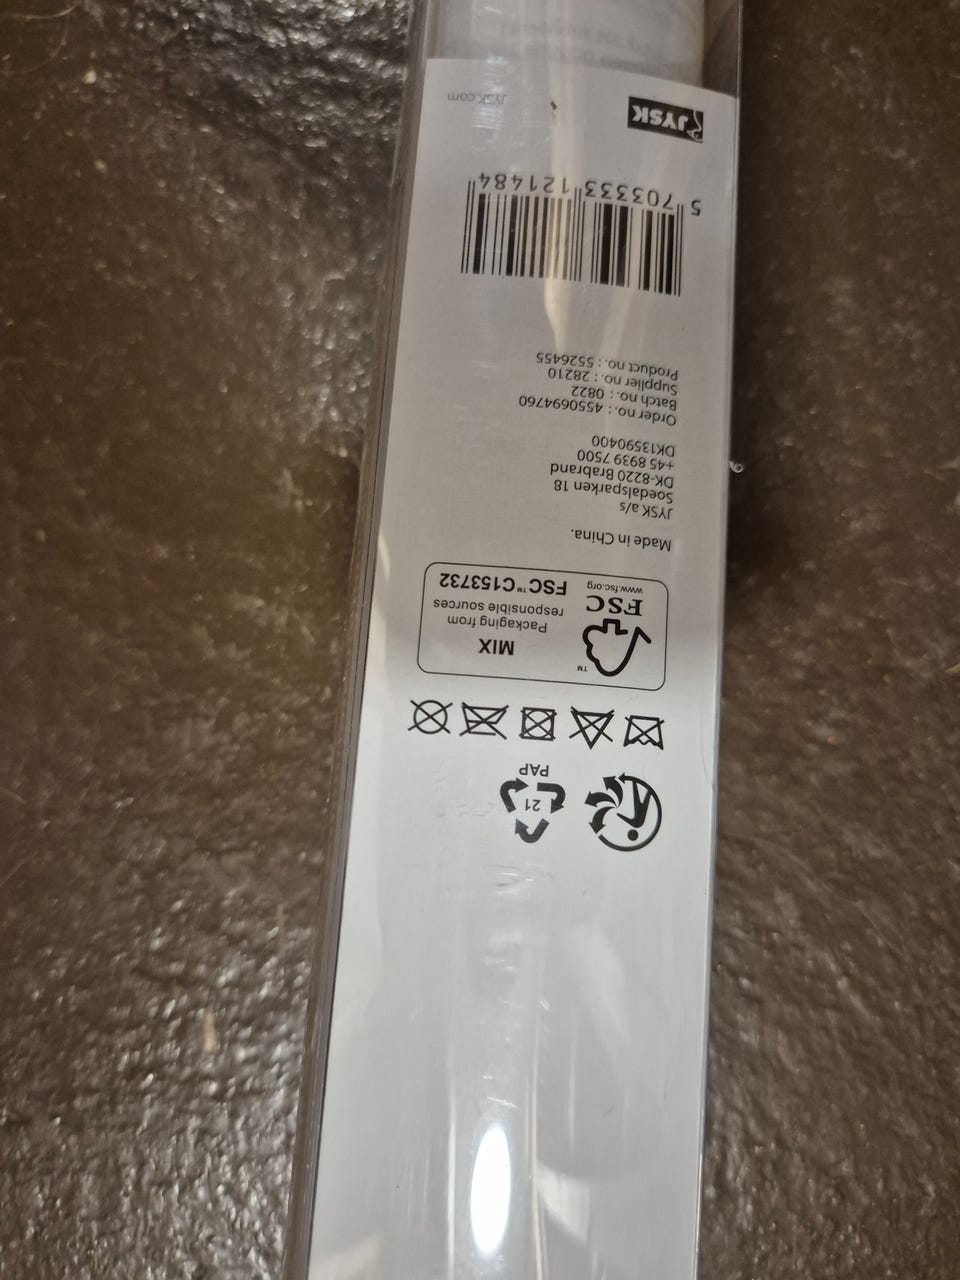 21
PAP
FSC
www.fsc.org
MIX
Packaging from
responsible sources
FSC™ C153732
Made in China.
JYSK a/s
Soedalsparken 18
DK-8220 Brabrand
+45 8939 7500
DK13590400
Order no. : 4550694760
Batch no. : 0822
Supplier no. : 28210
Product no. : 5526455
5 703333 121484
JYSK
JYSK.com